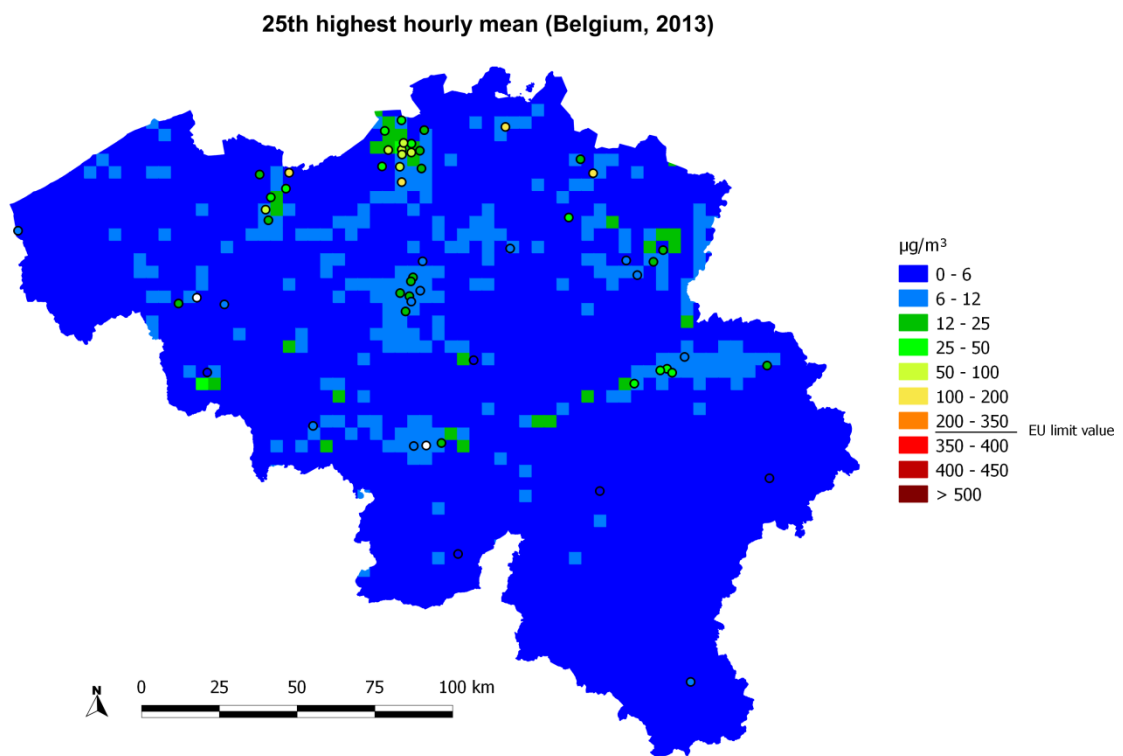 25th highest hourly mean (Belgium, 2013)
µg/m³
0 - 6
6 - 12
12 - 25
25 - 50
50 - 100
100 - 200
200 - 350
EU limit value
350 - 400
400 - 450
> 500
N
0 25 50 75 100 km